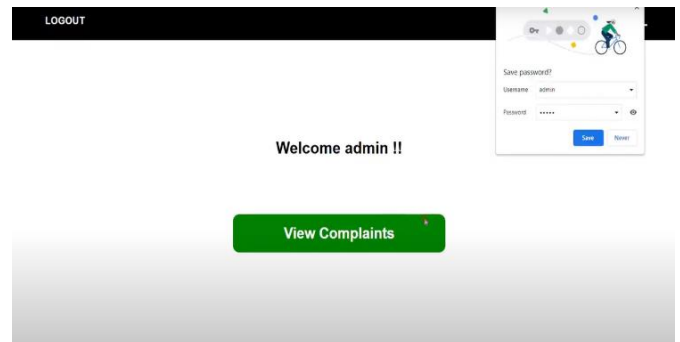 LOGOUT
Save password?
Username admin
Password •••••
Save Never
Welcome admin !!
View Complaints